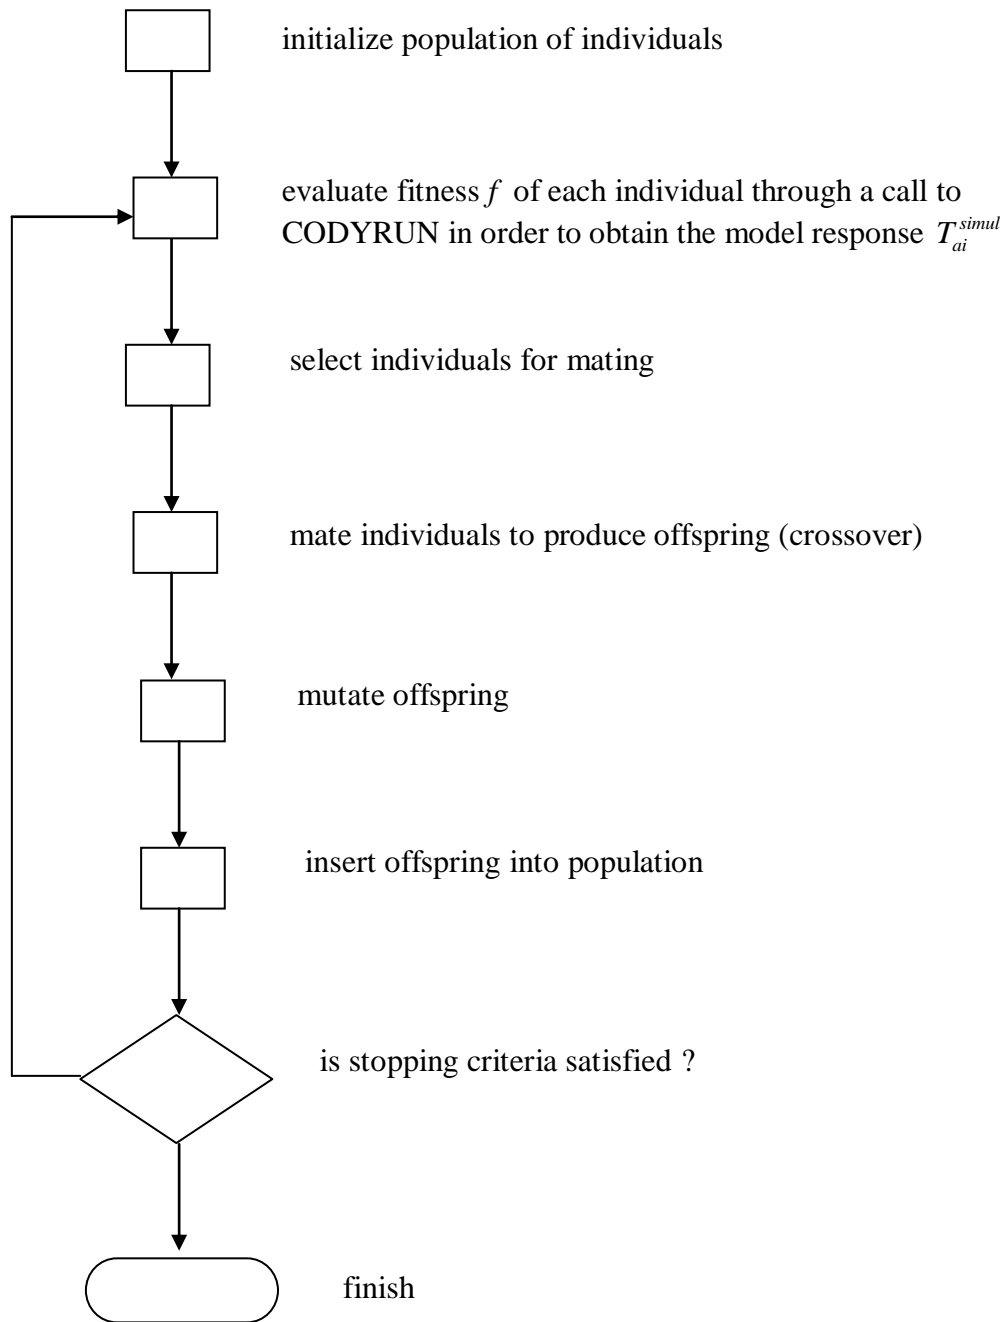 initialize population of individuals
evaluate fitness f of each individual through a call to
CODYRUN in order to obtain the model response T_{ai}^{simul}
select individuals for mating
mate individuals to produce offspring (crossover)
mutate offspring
insert offspring into population
is stopping criteria satisfied ?
finish